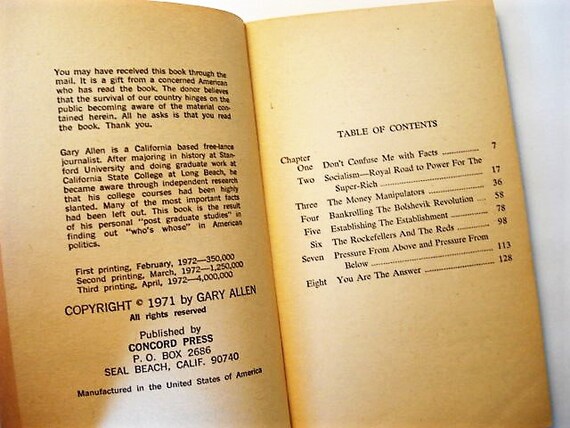 You may have received this book through the
mail. It is a gift from a concerned American
who has read the book. The donor believes
that the survival of our country hinges on the
public becoming aware of the material con-
tained herein. All he asks is that you read
the book. Thank you.
Gary Allen is a California based free-lance
journalist. After majoring in history at Stan-
ford University and doing graduate work at
California State College at Long Beach, he
became aware through independent research
that his college courses had been highly
slanted. Many of the most important facts
had been left out. This book is the result
of his personal "post graduate studies" in
finding out "who's whose" in American
politics.
First printing, February, 1972—350,000
Second printing, March, 1972—1,250,000
Third printing, April, 1972—4,000,000
COPYRIGHT © 1971 by GARY ALLEN
All rights reserved
Published by
CONCORD PRESS
P. O. BOX 2686
SEAL BEACH, CALIF. 90740
Manufactured in the United States of America
TABLE OF CONTENTS
Chapter
One Don't Confuse Me with Facts 7
Two Socialism—Royal Road to Power For The
Super-Rich 17
Three The Money Manipulators 36
Four Bankrolling The Bolshevik Revolution 58
Five Establishing The Establishment 78
Six The Rockefellers And The Reds 98
Seven Pressure From Above and Pressure From
Below 113
Eight You Are The Answer 128